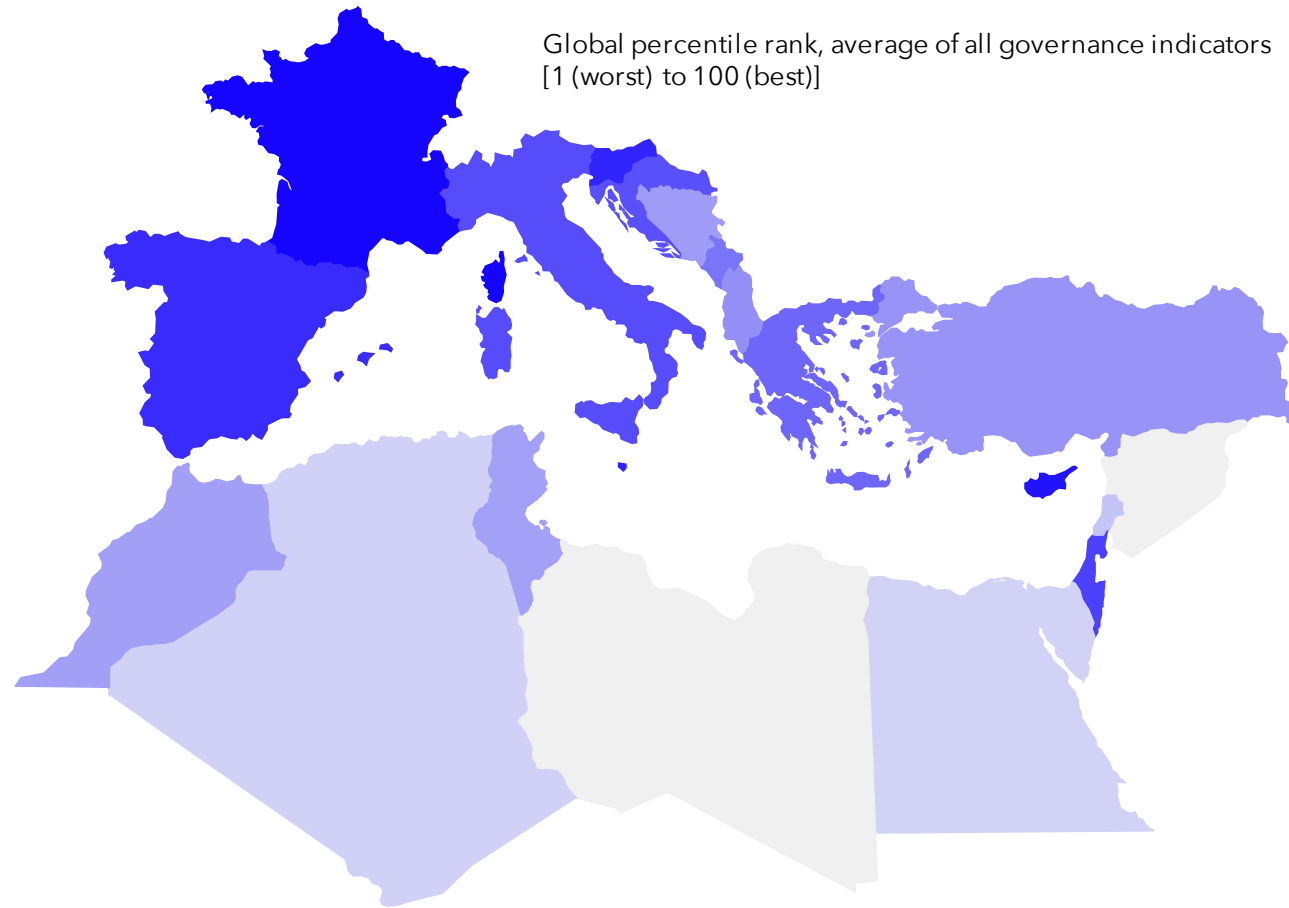 Global percentile rank, average of all governance indicators
[1 (worst) to 100 (best)]